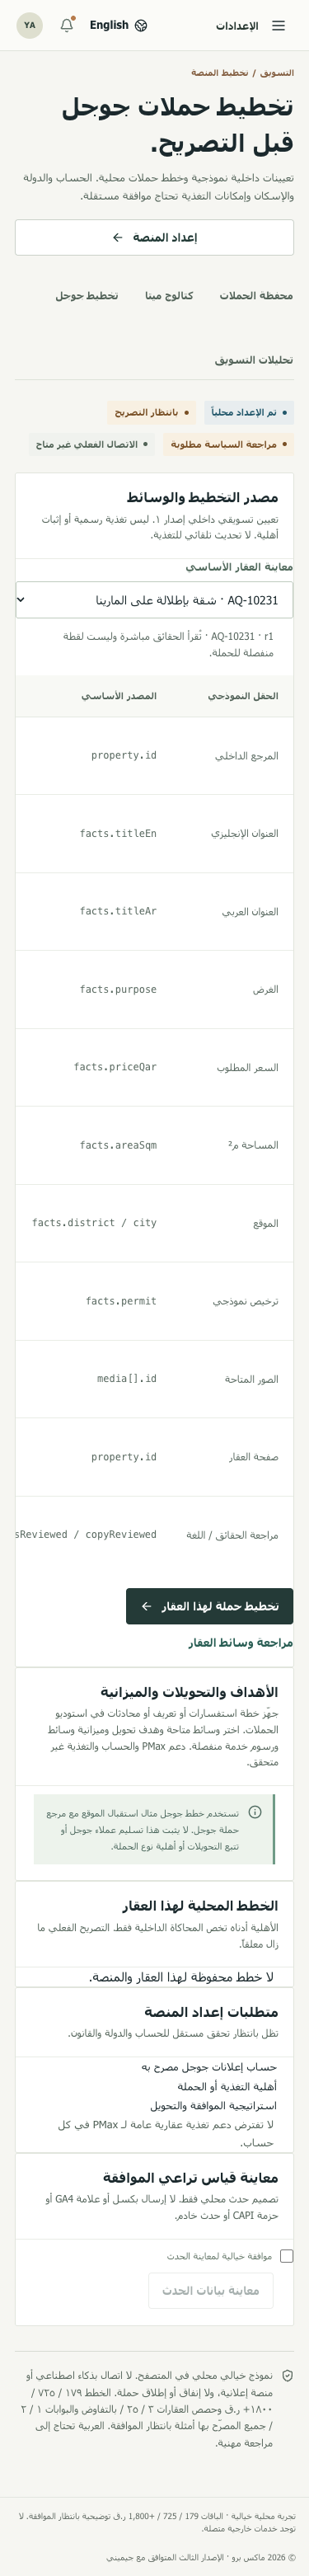 الإعدادات
English
YA
التسويق / تخطيط المنصة
تخطيط حملات جوجل
قبل التصريح.
تعيينات داخلية نموذجية وخطط حملات محلية. الحساب والدولة
والإسكان وإمكانات التغذية تحتاج موافقة مستقلة.
إعداد المنصة ←
محفظة الحملات
كتالوج ميتا
تخطيط جوجل
تحليلات التسويق
تم الإعداد محلياً
بانتظار التصريح
مراجعة السياسة مطلوبة
الاتصال الفعلي غير متاح
مصدر التخطيط والوسائط
تعيين تسويقي داخلي إصدار ١. ليس تغذية رسمية أو إثبات
أهلية. لا تحديث تلقائي للتغذية.
معاينة العقار الأساسي
AQ-10231 · شقة بإطلالة على المارينا
AQ-10231 · r1 · تُقرأ الحقائق مباشرة وليست لقطة
منفصلة للحملة.
الحقل النموذجي
المصدر الأساسي
المرجع الداخلي
property.id
العنوان الإنجليزي
facts.titleEn
العنوان العربي
facts.titleAr
الغرض
facts.purpose
السعر المطلوب
facts.priceQar
المساحة م²
facts.areaSqm
الموقع
facts.district / city
ترخيص نموذجي
facts.permit
الصور المتاحة
media[].id
صفحة العقار
property.id
مراجعة الحقائق / اللغة
sReviewed / copyReviewed
تخطيط حملة لهذا العقار ←
مراجعة وسائط العقار
الأهداف والتحويلات والميزانية
جهّز خطة استفسارات أو تعريف أو محادثات في استوديو
الحملات. اختر وسائط متاحة وهدف تحويل وميزانية وسائط
ورسوم خدمة منفصلة. دعم PMax والحساب والتغذية غير
متحقق.
تستخدم خطط جوجل مثال استقبال الموقع مع مرجع
حملة جوجل. لا يثبت هذا تسليم عملاء جوجل أو
تتبع التحويلات أو أهلية نوع الحملة.
الخطط المحلية لهذا العقار
الأهلية أدناه تخص المحاكاة الداخلية فقط. التصريح الفعلي ما
زال معلقاً.
لا خطط محفوظة لهذا العقار والمنصة.
متطلبات إعداد المنصة
تظل بانتظار تحقق مستقل للحساب والدولة والقانون.
حساب إعلانات جوجل مصرح به
أهلية التغذية أو الحملة
استراتيجية الموافقة والتحويل
لا تفترض دعم تغذية عقارية عامة لـ PMax في كل
حساب.
معاينة قياس تراعي الموافقة
تصميم حدث محلي فقط. لا إرسال بكسل أو علامة GA4 أو
حزمة CAPI أو حدث خادم.
موافقة خيالية لمعاينة الحدث
معاينة بيانات الحدث
نموذج خيالي محلي في المتصفح. لا اتصال بذكاء اصطناعي أو
منصة إعلانية، ولا إنفاق أو إطلاق حملة. الخطط ١٧٩ / ٧٢٥ /
١٨٠٠+ ر.ق وحصص العقارات ٣ / ٢٥ / بالتفاوض والبوابات ١ / ٢
/ جميع المصرّح بها أمثلة بانتظار الموافقة. العربية تحتاج إلى
مراجعة مهنية.
تجربة محلية خيالية · الباقات 179 / 725 / +1,800 ر.ق توضيحية بانتظار الموافقة. لا
توجد خدمات خارجية متصلة.
© 2026 ماكس برو · الإصدار الثالث المتوافق مع جيميني